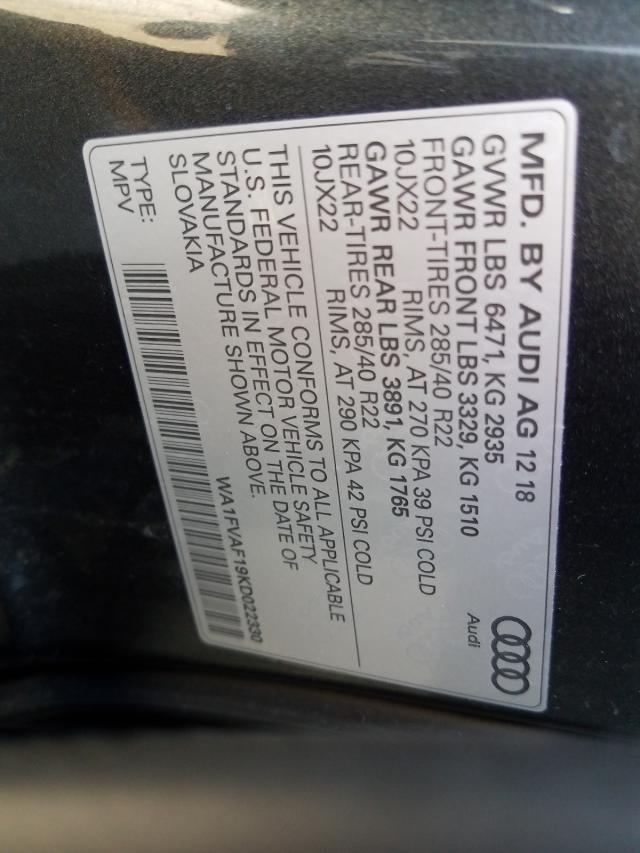 MFD. BY AUDI AG 12 18
GVWR LBS 6471, KG 2935
GAWR FRONT LBS 3329, KG 1510
FRONT-TIRES 285/40 R22
10JX22 RIMS, AT 270 KPA 39 PSI COLD
GAWR REAR LBS 3891, KG 1765
REAR-TIRES 285/40 R22
10JX22 RIMS, AT 290 KPA 42 PSI COLD
Audi
THIS VEHICLE CONFORMS TO ALL APPLICABLE
U.S. FEDERAL MOTOR VEHICLE SAFETY
STANDARDS IN EFFECT ON THE DATE OF
MANUFACTURE SHOWN ABOVE.
SLOVAKIA
WA1FVAF19KD022330
TYPE:
MPV